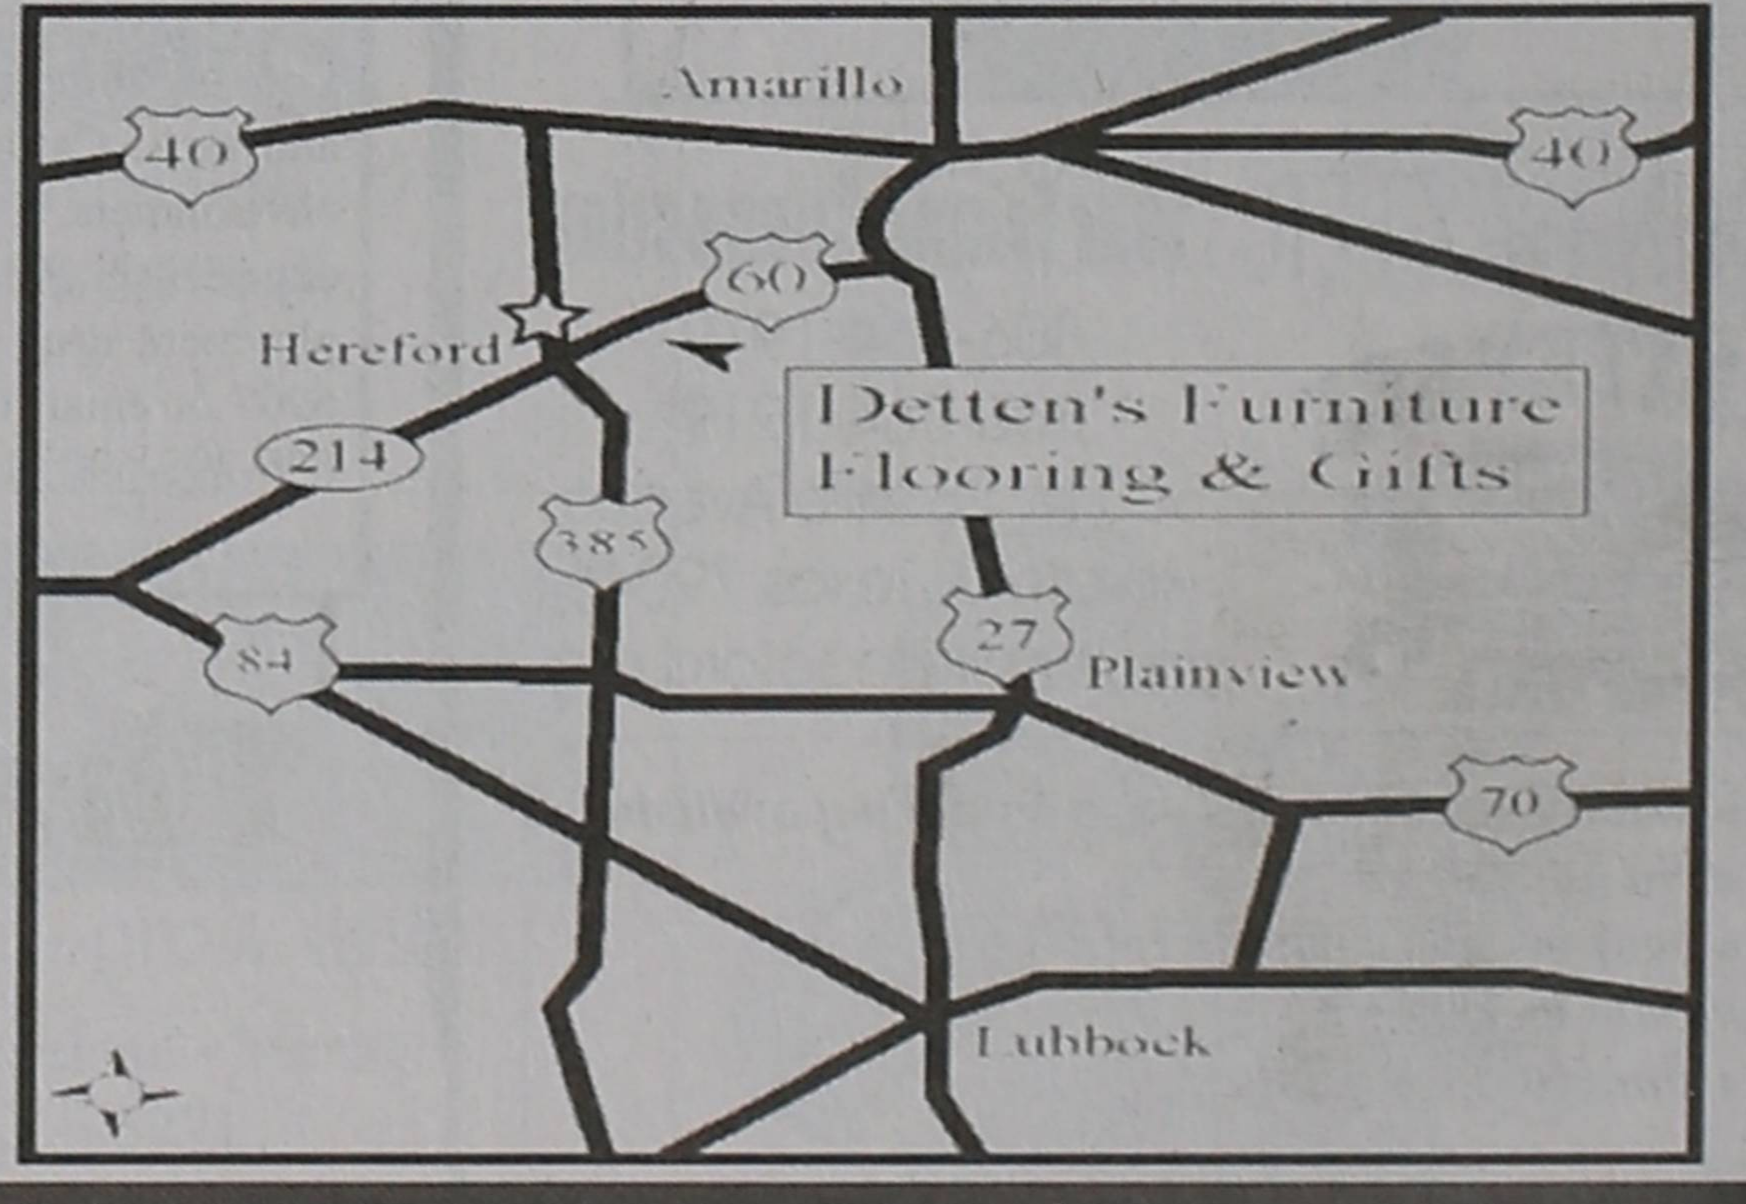 Amarillo
40
40
60
Hereford
Detten's Furniture
Flooring & Gifts
214
385
27
84
Plainview
70
Lubbock